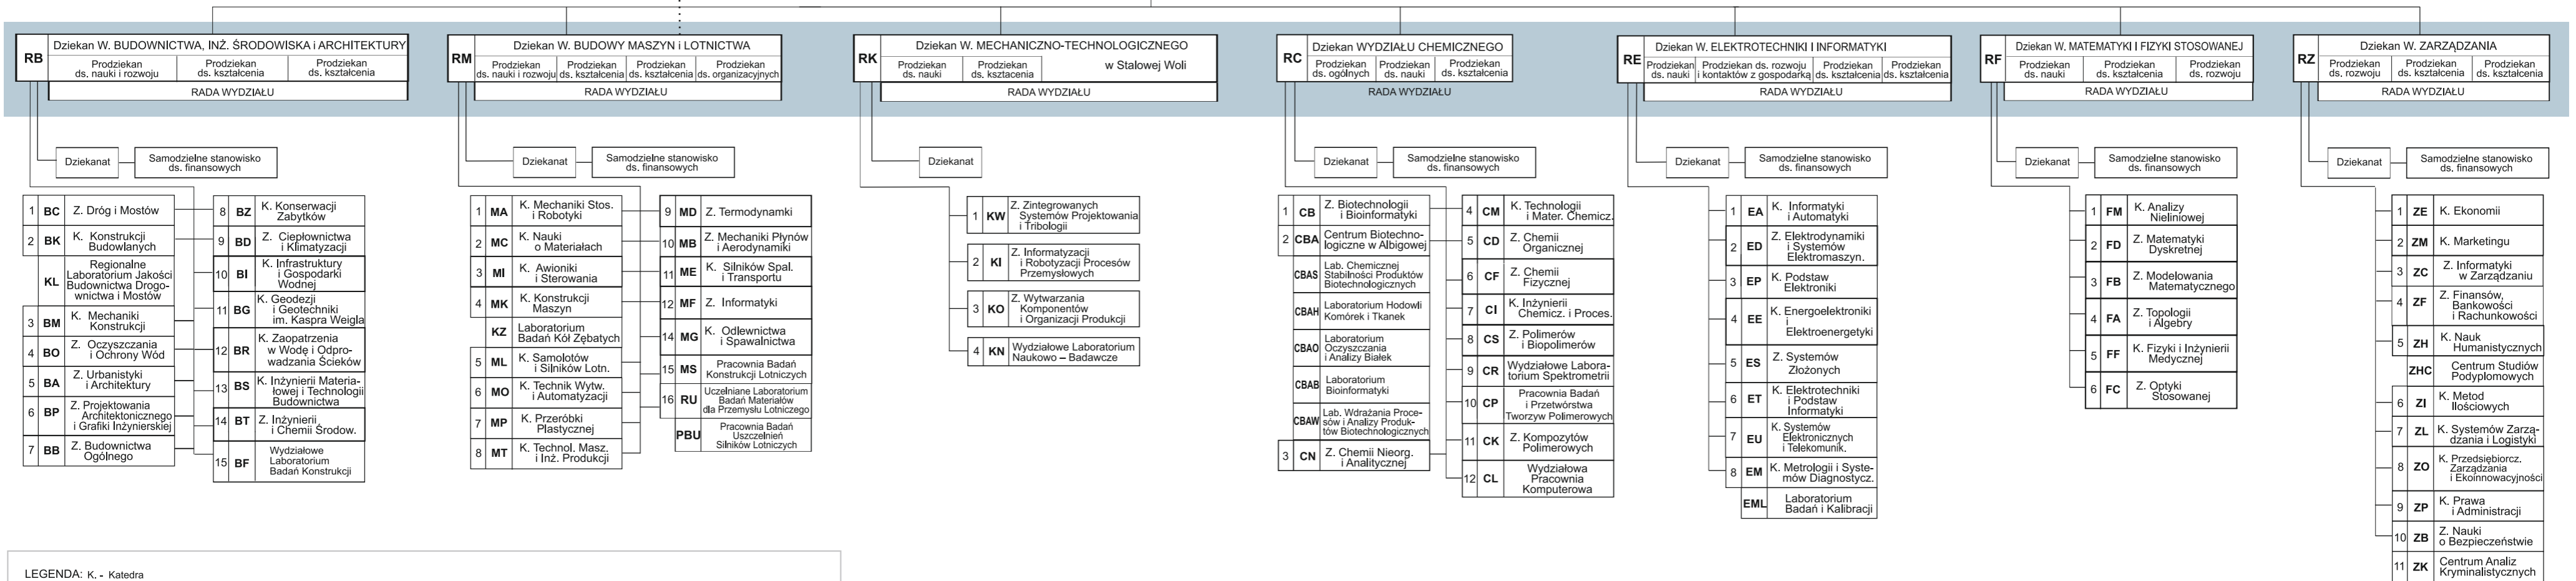 RB
Dziekan W. BUDOWNICTWA, INŻ. ŚRODOWISKA i ARCHITEKTURY
Prodziekan
ds. nauki i rozwoju
Prodziekan
ds. kształcenia
Prodziekan
ds. kształcenia
RADA WYDZIAŁU
Dziekanat
Samodzielne stanowisko
ds. finansowych
1 BC Z. Dróg i Mostów
2 BK K. Konstrukcji
Budowlanych
KL Regionalne
Laboratorium Jakości
Budownictwa Drogo-
wnictwa i Mostów
3 BM K. Mechaniki
Konstrukcji
4 BO Z. Oczyszczania
i Ochrony Wód
5 BA Z. Urbanistyki
i Architektury
6 BP Z. Projektowania
Architektonicznego
i Grafiki Inżynierskiej
7 BB Z. Budownictwa
Ogólnego
8 BZ K. Konserwacji
Zabytków
9 BD Z. Ciepłownictwa
i Klimatyzacji
10 BI K. Infrastruktury
i Gospodarki
Wodnej
11 BG K. Geodezji
i Geotechniki
im. Kaspra Weigla
12 BR K. Zaopatrzenia
w Wodę i Odpro-
wadzania Ścieków
13 BS K. Inżynierii Materia-
łowej i Technologii
Budownictwa
14 BT Z. Inżynierii
i Chemii Środow.
15 BF Wydziałowe
Laboratorium
Badań Konstrukcji
RM
Dziekan W. BUDOWY MASZYN i LOTNICTWA
Prodziekan
ds. nauki i rozwoju
Prodziekan
ds. kształcenia
Prodziekan
ds. kształcenia
Prodziekan
ds. organizacyjnych
RADA WYDZIAŁU
Dziekanat
Samodzielne stanowisko
ds. finansowych
1 MA K. Mechaniki Stos.
i Robotyki
2 MC K. Nauki
o Materiałach
3 MI K. Awioniki
i Sterowania
4 MK K. Konstrukcji
Maszyn
KZ Laboratorium
Badań Kół Zębatych
5 ML K. Samolotów
i Silników Lotn.
6 MO K. Technik Wytw.
i Automatyzacji
7 MP K. Przeróbki
Plastycznej
8 MT K. Technol. Masz.
i Inż. Produkcji
9 MD Z. Termodynamki
10 MB Z. Mechaniki Płynów
i Aerodynamiki
11 ME K. Silników Spal.
i Transportu
12 MF Z. Informatyki
14 MG K. Odlewnictwa
i Spawalnictwa
15 MS Pracownia Badań
Konstrukcji Lotniczych
16 RU Uczelniane Laboratorium
Badań Materiałów
dla Przemysłu Lotniczego
PBU Pracownia Badań
Uszczelnień
Silników Lotniczych
RK
Dziekan W. MECHANICZNO-TECHNOLOGICZNEGO
w Stalowej Woli
Prodziekan
ds. nauki
Prodziekan
ds. kształcenia
RADA WYDZIAŁU
Dziekanat
1 KW Z. Zintegrowanych
Systemów Projektowania
i Tribologii
2 KI Z. Informatyzacji
i Robotyzacji Procesów
Przemysłowych
3 KO Z. Wytwarzania
Komponentów
i Organizacji Produkcji
4 KN Wydziałowe Laboratorium
Naukowo – Badawcze
RC
Dziekan WYDZIAŁU CHEMICZNEGO
Prodziekan
ds. ogólnych
Prodziekan
ds. nauki
Prodziekan
ds. kształcenia
RADA WYDZIAŁU
Dziekanat
Samodzielne stanowisko
ds. finansowych
1 CB Z. Biotechnologii
i Bioinformatyki
2 CBA Centrum Biotechno-
logiczne w Albigowej
CBAS Lab. Chemicznej
Stabilności Produktów
Biotechnologicznych
CBAH Laboratorium Hodowli
Komórek i Tkanek
CBAO Laboratorium
Oczyszczania
i Analizy Białek
CBAB Laboratorium
Bioinformatyki
CBAW Lab. Wdrażania Proce-
sów i Analizy Produk-
tów Biotechnologicznych
3 CN Z. Chemii Nieorg.
i Analitycznej
4 CM K. Technologii
i Mater. Chemicz.
5 CD Z. Chemii
Organicznej
6 CF Z. Chemii
Fizycznej
7 CI K. Inżynierii
Chemicz. i Proces.
8 CS Z. Polimerów
i Biopolimerów
9 CR Wydziałowe Labora-
torium Spektrometrii
10 CP Pracownia Badań
i Przetwórstwa
Tworzyw Polimerowych
11 CK Z. Kompozytów
Polimerowych
12 CL Wydziałowa
Pracownia
Komputerowa
RE
Dziekan W. ELEKTROTECHNIKI I INFORMATYKI
Prodziekan
ds. nauki
Prodziekan ds. rozwoju
i kontaktów z gospodarką
Prodziekan
ds. kształcenia
Prodziekan
ds. kształcenia
RADA WYDZIAŁU
Dziekanat
Samodzielne stanowisko
ds. finansowych
1 EA K. Informatyki
i Automatyki
2 ED Z. Elektrodynamiki
i Systemów
Elektromaszyn.
3 EP K. Podstaw
Elektroniki
4 EE K. Energoelektroniki
i
Elektroenergetyki
5 ES Z. Systemów
Złożonych
6 ET K. Elektrotechniki
i Podstaw
Informatyki
7 EU K. Systemów
Elektronicznych
i Telekomunik.
8 EM K. Metrologii i Syste-
mów Diagnostycz.
EML Laboratorium
Badań i Kalibracji
RF
Dziekan W. MATEMATYKI I FIZYKI STOSOWANEJ
Prodziekan
ds. nauki
Prodziekan
ds. kształcenia
Prodziekan
ds. rozwoju
RADA WYDZIAŁU
Dziekanat
Samodzielne stanowisko
ds. finansowych
1 FM K. Analizy
Nieliniowej
2 FD Z. Matematyki
Dyskretnej
3 FB Z. Modelowania
Matematycznego
4 FA Z. Topologii
i Algebry
5 FF K. Fizyki i Inżynierii
Medycznej
6 FC Z. Optyki
Stosowanej
RZ
Dziekan W. ZARZĄDZANIA
Prodziekan
ds. rozwoju
Prodziekan
ds. kształcenia
Prodziekan
ds. kształcenia
RADA WYDZIAŁU
Dziekanat
Samodzielne stanowisko
ds. finansowych
1 ZE K. Ekonomii
2 ZM K. Marketingu
3 ZC Z. Informatyki
w Zarządzaniu
4 ZF Z. Finansów,
Bankowości
i Rachunkowości
5 ZH K. Nauk
Humanistycznych
ZHC Centrum Studiów
Podyplomowych
6 ZI K. Metod
Ilościowych
7 ZL K. Systemów Zarzą-
dzania i Logistyki
8 ZO K. Przedsiębiorcz.
Zarządzania
i Ekoinnowacyjności
9 ZP K. Prawa
i Administracji
10 ZB Z. Nauki
o Bezpieczeństwie
11 ZK Centrum Analiz
Kryminalistycznych
LEGENDA: K. - Katedra